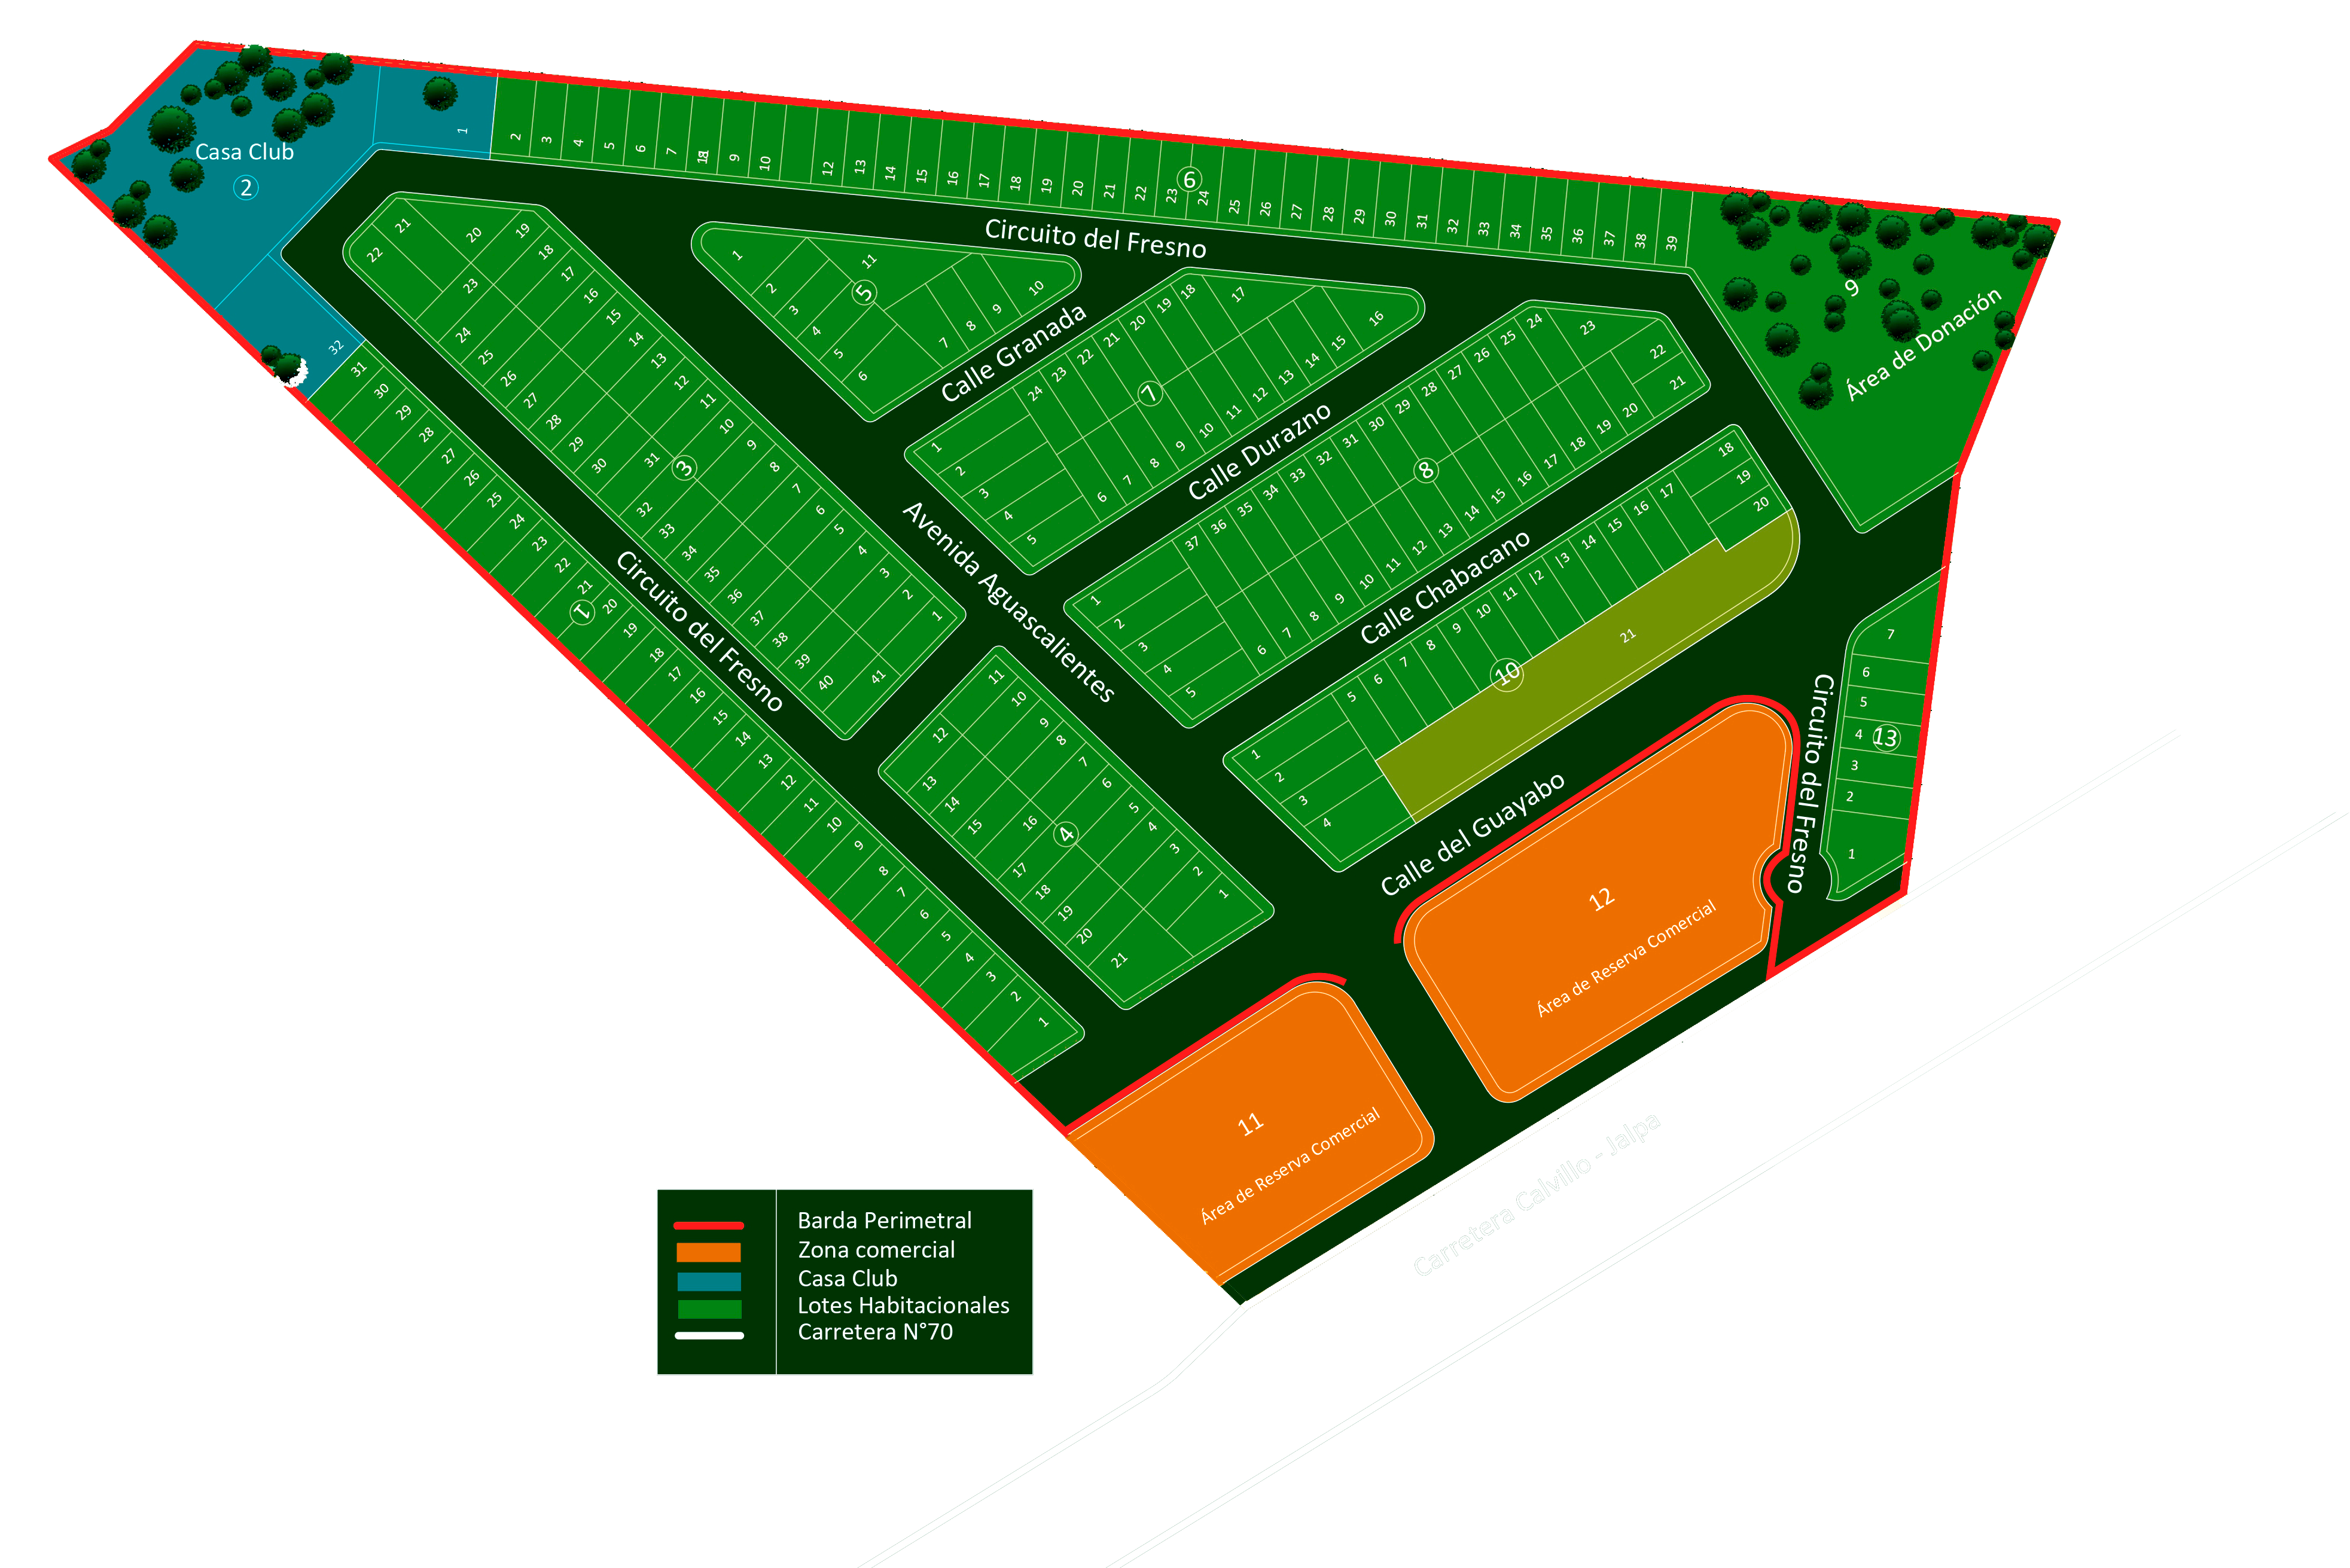 Casa Club
2
1
32
2 3 4 5 6 7 8 9 10 12 13 14 15 16 17 18 19 20 21 22 23 24 25 26 27 28 29 30 31 32 33 34 35 36 37 38 39
6
Circuito del Fresno
9
Área de Donación
21 20 19 18 17 16 15 14 13 12 11 10 9 8 7 6 5 4 3 2 1
22 23 24 25 26 27 28 29 30 31 32 33 34 35 36 37 38 39 40 41
3
1 2 3 4 5 6 7 8 9 10 11
5
Calle Granada
24 23 22 21 20 19 18 17 16
1 2 3 4 5 6 7 8 9 10 11 12 13 14 15
7
Calle Durazno
37 36 35 34 33 32 31 30 29 28 27 26 25 24 23 22 21
1 2 3 4 5 6 7 8 9 10 11 12 13 14 15 16 17 18 19 20
8
Calle Chabacano
1 2 3 4 5 6 7 8 9 10 11 12 13 14 15 16 17 18 19 20
21
10
Avenida Aguascalientes
Circuito del Fresno
31 30 29 28 27 26 25 24 23 22 21 20 19 18 17 16 15 14 13 12 11 10 9 8 7 6 5 4 3 2 1
1
11 10 9 8 7 6 5 4 3 2 1
12 13 14 15 16 17 18 19 20 21
4
Calle del Guayabo
Circuito del Fresno
7
6
5
4
3
2
1
13
12
Área de Reserva Comercial
11
Área de Reserva Comercial
Carretera Calvillo - Jalpa
Barda Perimetral
Zona comercial
Casa Club
Lotes Habitacionales
Carretera N°70